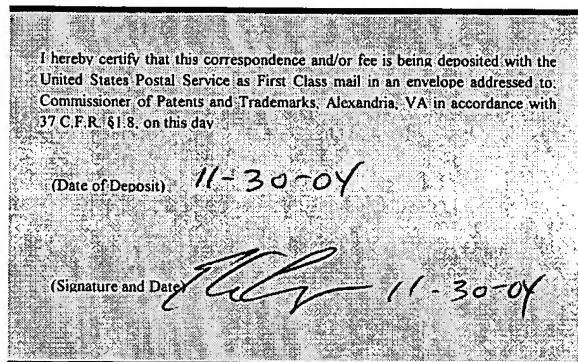 I hereby certify that this correspondence and/or fee is being deposited with the
United States Postal Service as First Class mail in an envelope addressed to:
Commissioner of Patents and Trademarks, Alexandria, VA in accordance with
37 C.F.R. §1.8, on this day
(Date of Deposit) 11-30-04
(Signature and Date) 11-30-04